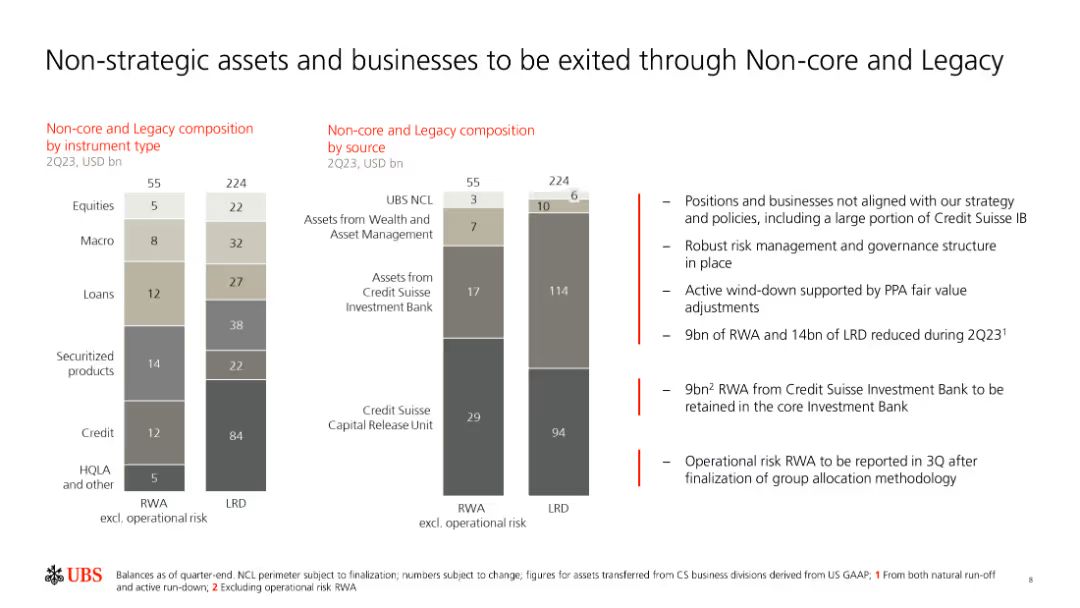 Non-strategic assets and businesses to be exited through Non-core and Legacy
Non-core and Legacy composition
by instrument type
2Q23, USD bn
55
224
Equities
5
22
Macro
8
32
Loans
12
27
Securitized
products
14
38
Credit
12
22
HQLA
and other
5
84
RWA
excl. operational risk
LRD
Non-core and Legacy composition
by source
2Q23, USD bn
55
224
UBS NCL
3
6
Assets from Wealth and
Asset Management
7
10
Assets from
Credit Suisse
Investment Bank
17
114
Credit Suisse
Capital Release Unit
29
94
RWA
excl. operational risk
LRD
– Positions and businesses not aligned with our strategy
and policies, including a large portion of Credit Suisse IB
– Robust risk management and governance structure
in place
– Active wind-down supported by PPA fair value
adjustments
– 9bn of RWA and 14bn of LRD reduced during 2Q23¹
– 9bn² RWA from Credit Suisse Investment Bank to be
retained in the core Investment Bank
– Operational risk RWA to be reported in 3Q after
finalization of group allocation methodology
UBS
Balances as of quarter-end. NCL perimeter subject to finalization; numbers subject to change; figures for assets transferred from CS business divisions derived from US GAAP; 1 From both natural run-off
and active run-down; 2 Excluding operational risk RWA
8